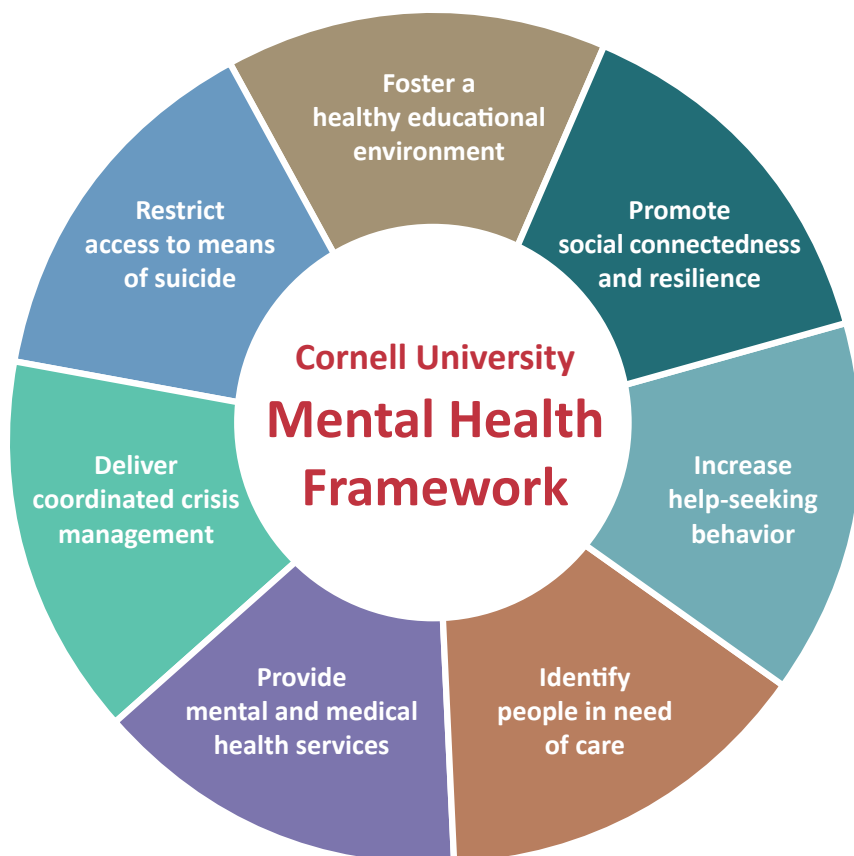 Foster a
healthy educational
environment
Promote
social connectedness
and resilience
Increase
help-seeking
behavior
Identify
people in need
of care
Provide
mental and medical
health services
Deliver
coordinated crisis
management
Restrict
access to means
of suicide
Cornell University
Mental Health
Framework